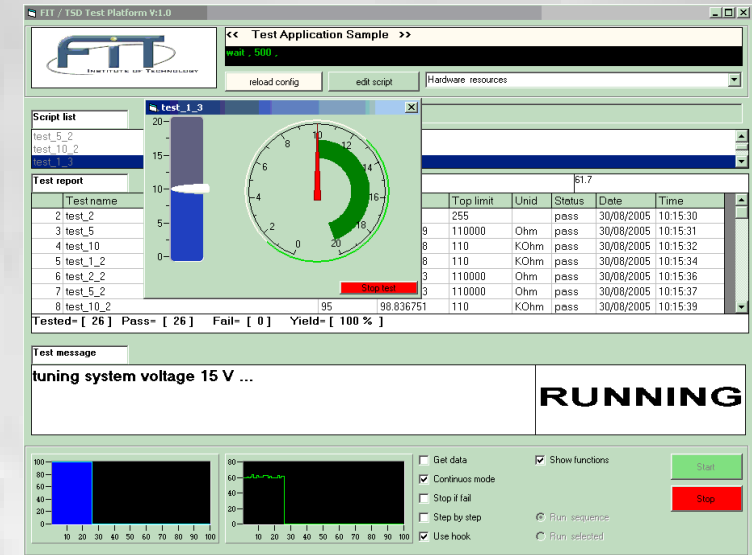 FIT / TSD Test Platform V:1.0
FIT
INSTITUTE OF TECHNOLOGY
<< Test Application Sample >>
wait , 500 ,
reload config
edit script
Hardware resources
Script list
test_5_2
test_10_2
test_1_3
test_1_3
20
15
10
5
0
0 2 4 6 8 10 12 14 16 18 20
Stop test
Test report
61.7
Test name Top limit Unid Status Date Time
2 test_2 255 pass 30/08/2005 10:15:30
3 test_5 9 110000 Ohm pass 30/08/2005 10:15:31
4 test_10 8 110 KOhm pass 30/08/2005 10:15:32
5 test_1_2 8 110 KOhm pass 30/08/2005 10:15:34
6 test_2_2 3 110000 Ohm pass 30/08/2005 10:15:36
7 test_5_2 3 110000 Ohm pass 30/08/2005 10:15:37
8 test_10_2 95 98.836751 110 KOhm pass 30/08/2005 10:15:39
Tested= [ 26 ] Pass= [ 26 ] Fail= [ 0 ] Yield= [ 100 % ]
Test message
tuning system voltage 15 V ...
RUNNING
100
80
60
40
20
0
10 20 30 40 50 60 70 80 90 100
80
60
40
20
0
10 20 30 40 50 60 70 80 90 100
Get data
Continuos mode
Stop if fail
Step by step
Use hook
Show functions
Run sequence
Run selected
Start
Stop